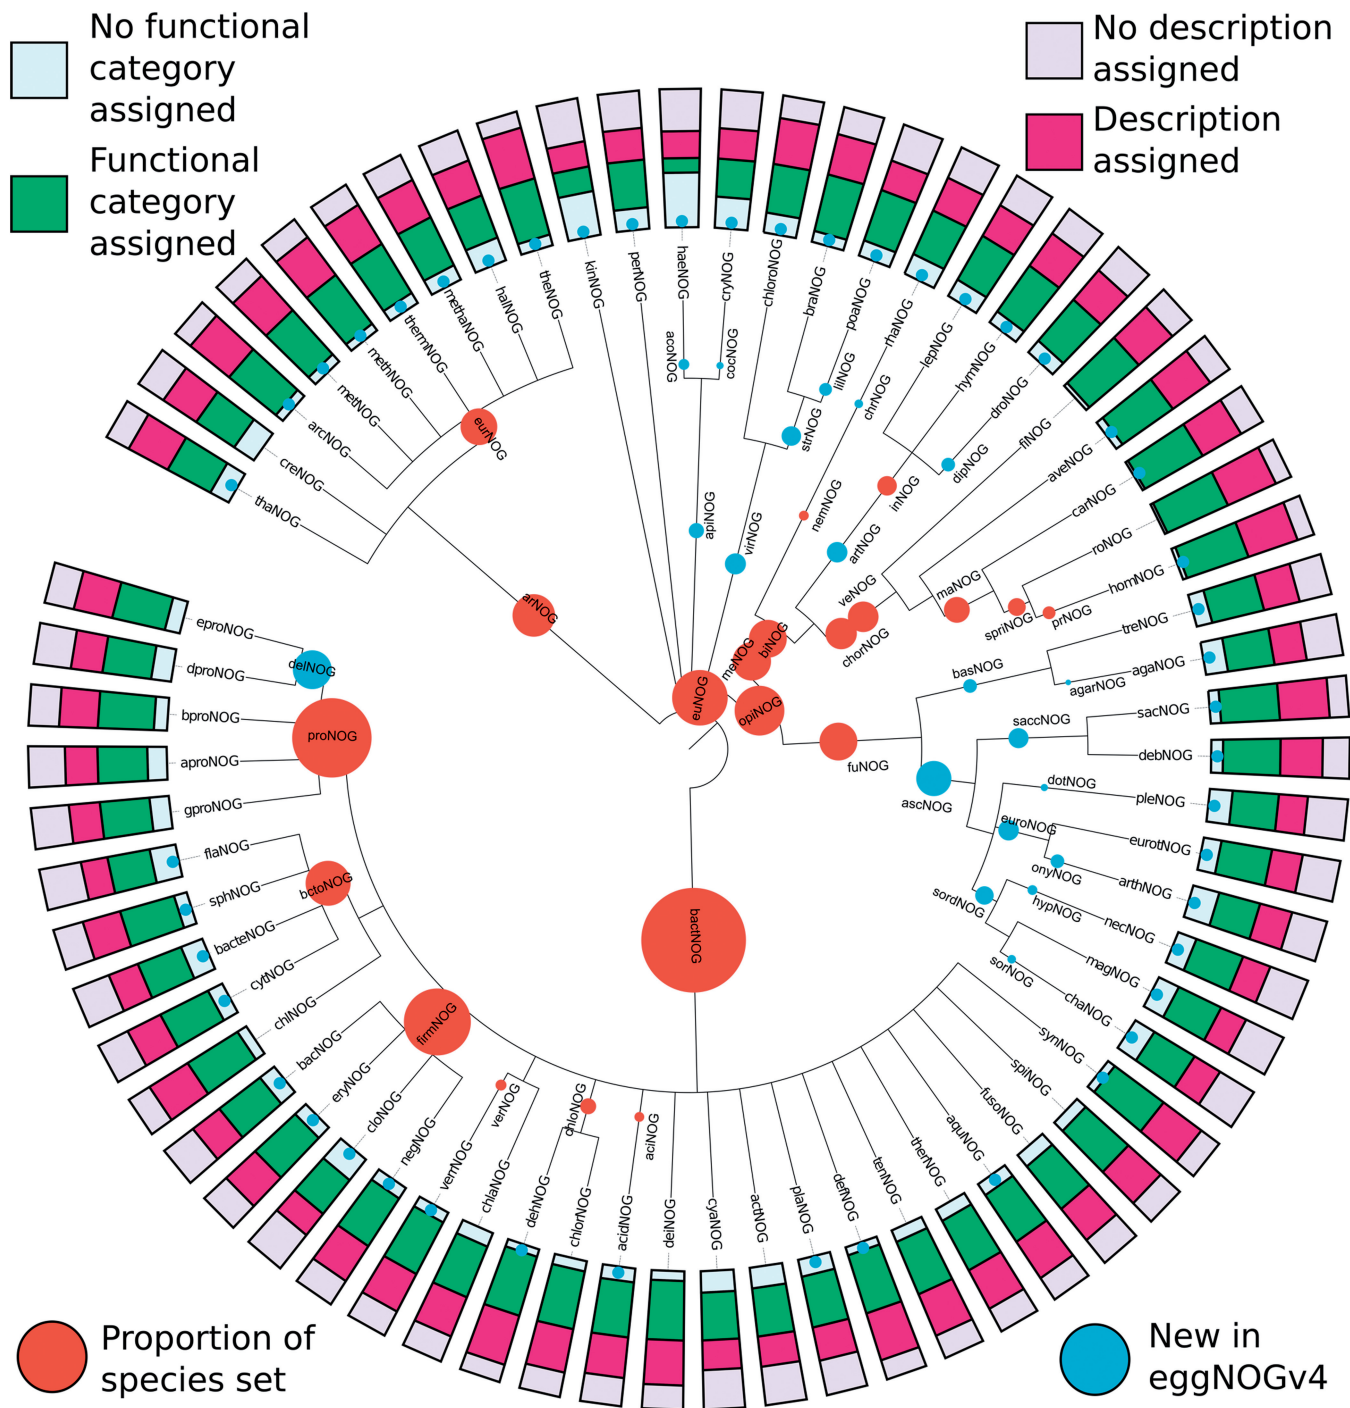 No functional
category
assigned
Functional
category
assigned
No description
assigned
Description
assigned
thaNOG
creNOG
arcNOG
metNOG
methNOG
thermNOG
methaNOG
halNOG
theNOG
eurNOG
arNOG
kinNOG
perNOG
haeNOG
cryNOG
acoNOG
cocNOG
apiNOG
chloroNOG
braNOG
poaNOG
liliNOG
strNOG
virNOG
rhaNOG
chrNOG
nemNOG
lepNOG
hymNOG
droNOG
dipNOG
inNOG
artNOG
fiNOG
aveNOG
carNOG
roNOG
homNOG
prNOG
spriNOG
maNOG
veNOG
chorNOG
biNOG
meNOG
euNOG
opiNOG
fuNOG
treNOG
basNOG
agaNOG
agarNOG
sacNOG
saccNOG
debNOG
ascNOG
dotNOG
pleNOG
euroNOG
eurotNOG
onyNOG
arthNOG
sordNOG
hypNOG
necNOG
magNOG
sorNOG
chaNOG
synNOG
spiNOG
fusoNOG
aquNOG
therNOG
tenNOG
defNOG
plaNOG
actNOG
cyaNOG
deiNOG
acidNOG
aciNOG
chlorNOG
chloNOG
dehNOG
chlaNOG
verNOG
verrNOG
negNOG
cloNOG
eryNOG
bacNOG
firmNOG
chlNOG
cytNOG
bacteNOG
sphNOG
flaNOG
bctoNOG
gproNOG
aproNOG
bproNOG
dproNOG
eproNOG
delNOG
proNOG
bactNOG
Proportion of
species set
New in
eggNOGv4